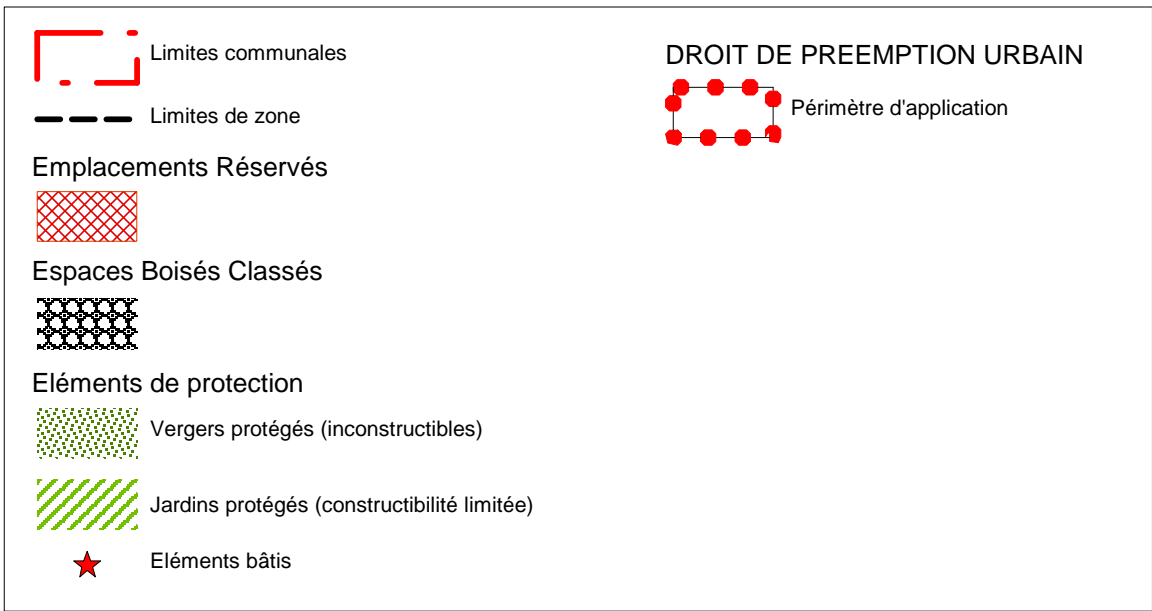 Limites communales
Limites de zone
Emplacements Réservés
Espaces Boisés Classés
Eléments de protection
Vergers protégés (inconstructibles)
Jardins protégés (constructibilité limitée)
Eléments bâtis
DROIT DE PREEMPTION URBAIN
Périmètre d'application